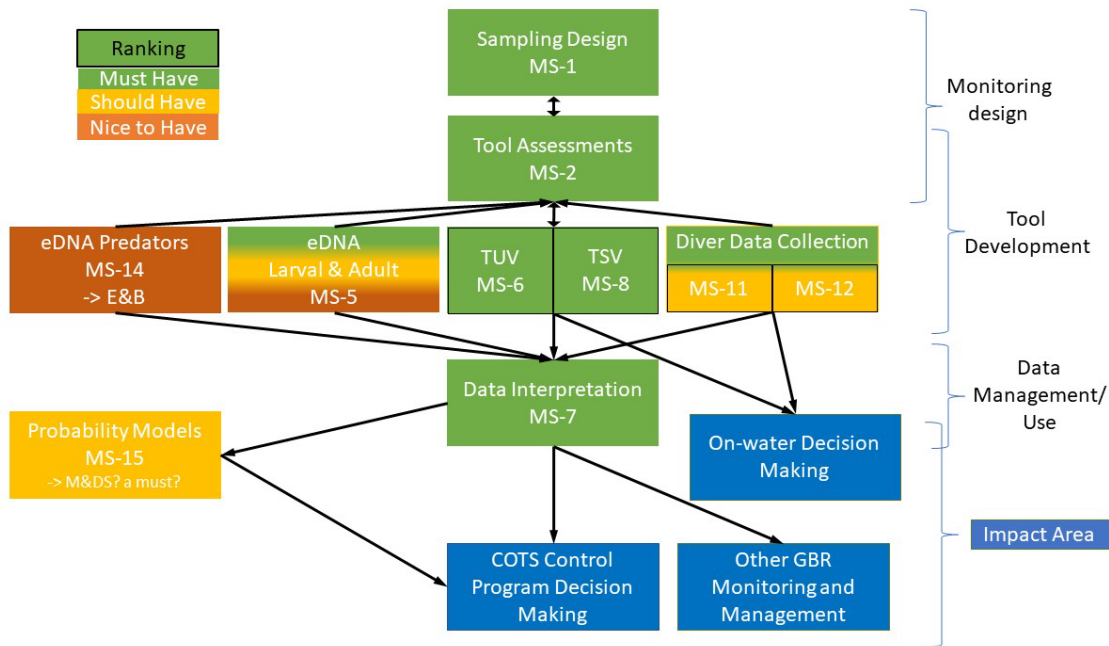 Ranking
Must Have
Should Have
Nice to Have
Sampling Design
MS-1
Monitoring
design
Tool Assessments
MS-2
Tool
Development
eDNA Predators
MS-14
-> E&B
eDNA
Larval & Adult
MS-5
TUV
MS-6
TSV
MS-8
Diver Data Collection
MS-11
MS-12
Data Interpretation
MS-7
Data
Management/
Use
Probability Models
MS-15
-> M&DS? a must?
On-water Decision
Making
Impact Area
COTS Control
Program Decision
Making
Other GBR
Monitoring and
Management